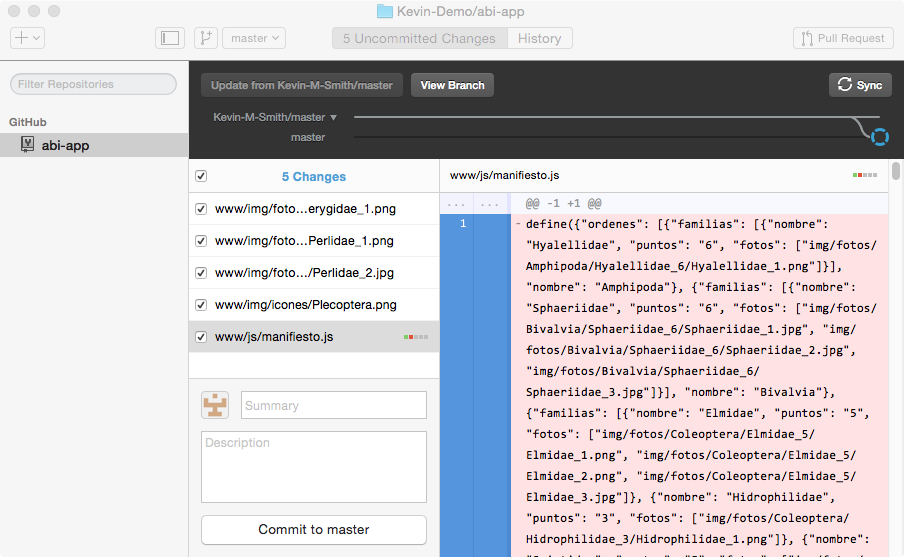 Kevin-Demo/abi-app
master
5 Uncommitted Changes
History
Pull Request
Filter Repositories
GitHub
abi-app
Update from Kevin-M-Smith/master
View Branch
Sync
Kevin-M-Smith/master
master
5 Changes
www/img/foto…erygidae_1.png
www/img/foto…Perlidae_1.png
www/img/foto…/Perlidae_2.jpg
www/img/icones/Plecoptera.png
www/js/manifiesto.js
Summary
Description
Commit to master
www/js/manifiesto.js
... ... @@ -1 +1 @@
1 - define({"ordenes": [{"familias": [{"nombre":
"Hyalellidae", "puntos": "6", "fotos": ["img/fotos/
Amphipoda/Hyalellidae_6/Hyalellidae_1.png"]}],
"nombre": "Amphipoda"}, {"familias": [{"nombre":
"Sphaeriidae", "puntos": "6", "fotos": ["img/fotos/
Bivalvia/Sphaeriidae_6/Sphaeriidae_1.jpg", "img/
fotos/Bivalvia/Sphaeriidae_6/Sphaeriidae_2.jpg",
"img/fotos/Bivalvia/Sphaeriidae_6/
Sphaeriidae_3.jpg"]}], "nombre": "Bivalvia"},
{"familias": [{"nombre": "Elmidae", "puntos": "5",
"fotos": ["img/fotos/Coleoptera/Elmidae_5/
Elmidae_1.png", "img/fotos/Coleoptera/Elmidae_5/
Elmidae_2.png", "img/fotos/Coleoptera/Elmidae_5/
Elmidae_3.jpg"]}, {"nombre": "Hidrophilidae",
"puntos": "3", "fotos": ["img/fotos/Coleoptera/
Hidrophilidae_3/Hidrophilidae_1.png"]}, {"nombre":